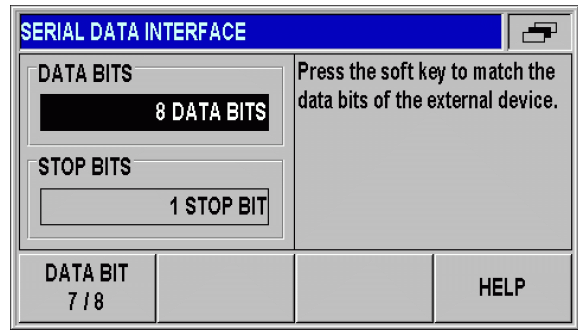 SERIAL DATA INTERFACE
DATA BITS
8 DATA BITS
STOP BITS
1 STOP BIT
Press the soft key to match the
data bits of the external device.
DATA BIT
7 / 8
HELP